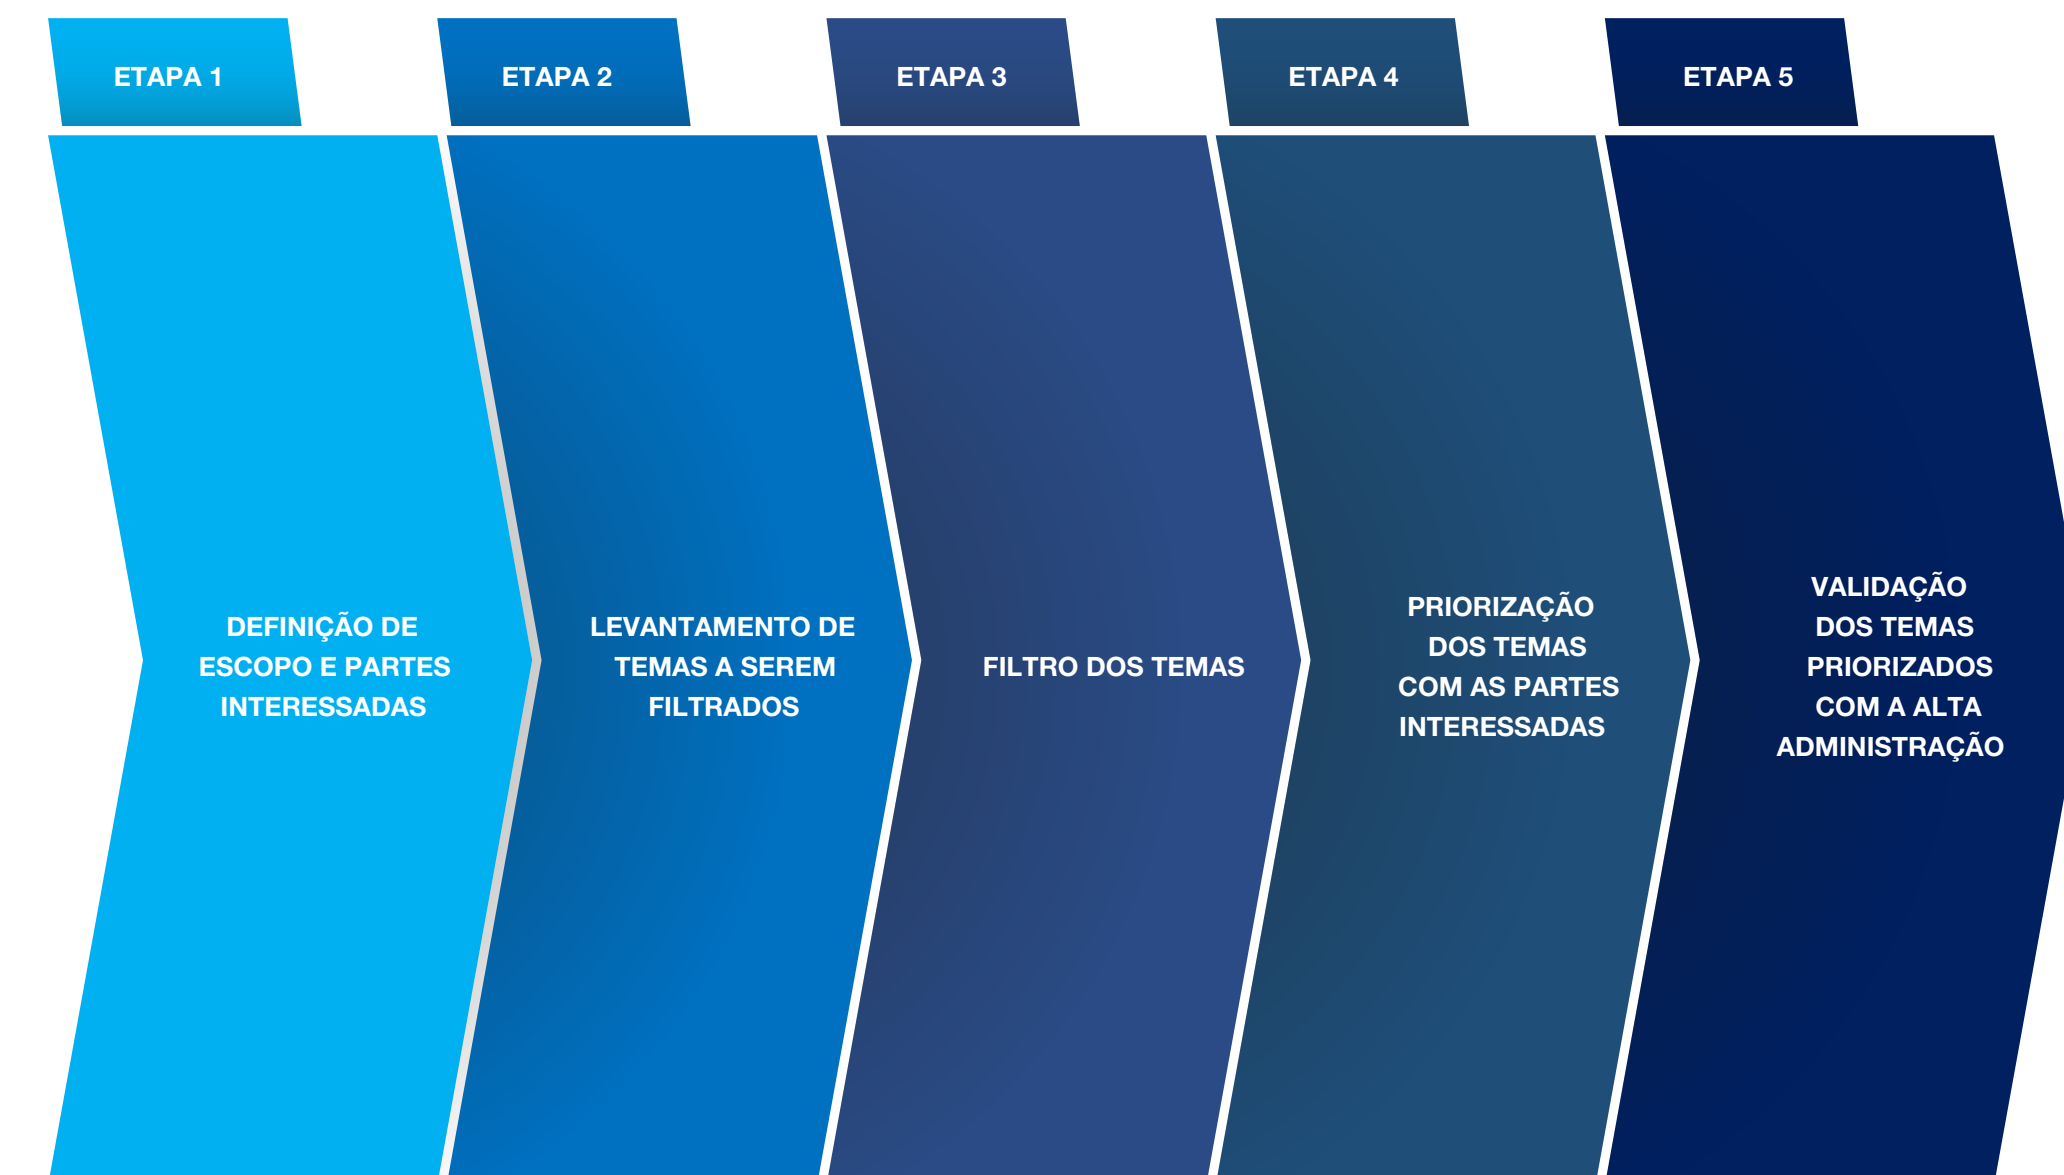 ETAPA 1
ETAPA 2
ETAPA 3
ETAPA 4
ETAPA 5
DEFINIÇÃO DE
ESCOPO E PARTES
INTERESSADAS
LEVANTAMENTO DE
TEMAS A SEREM
FILTRADOS
FILTRO DOS TEMAS
PRIORIZAÇÃO
DOS TEMAS
COM AS PARTES
INTERESSADAS
VALIDAÇÃO
DOS TEMAS
PRIORIZADOS
COM A ALTA
ADMINISTRAÇÃO